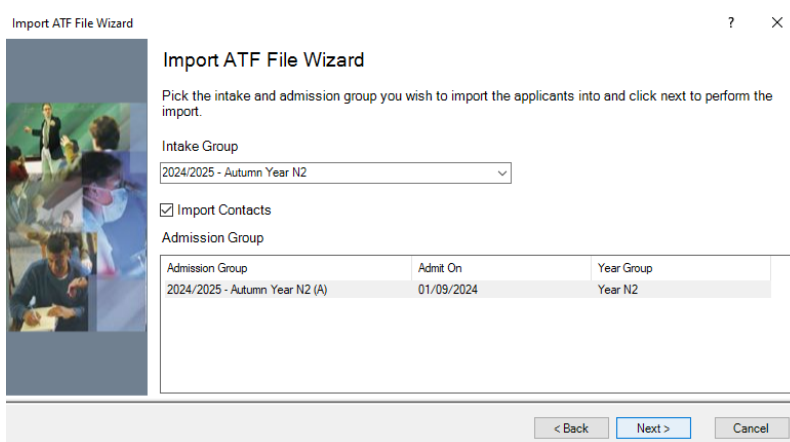 Import ATF File Wizard
?
Import ATF File Wizard
Pick the intake and admission group you wish to import the applicants into and click next to perform the
import.
Intake Group
2024/2025 - Autumn Year N2
Import Contacts
Admission Group
Admission Group Admit On Year Group
2024/2025 - Autumn Year N2 (A) 01/09/2024 Year N2
< Back Next > Cancel